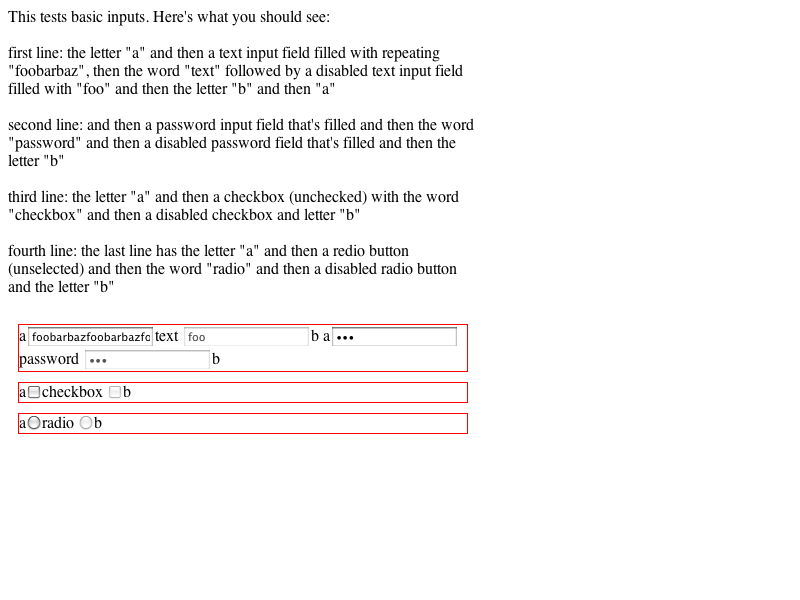 This tests basic inputs. Here's what you should see:
first line: the letter "a" and then a text input field filled with repeating
"foobarbaz", then the word "text" followed by a disabled text input field
filled with "foo" and then the letter "b" and then "a"
second line: and then a password input field that's filled and then the word
"password" and then a disabled password field that's filled and then the
letter "b"
third line: the letter "a" and then a checkbox (unchecked) with the word
"checkbox" and then a disabled checkbox and letter "b"
fourth line: the last line has the letter "a" and then a redio button
(unselected) and then the word "radio" and then a disabled radio button
and the letter "b"
a foobarbazfoobarbazfo text foo b a •••
password ••• b
a checkbox b
a radio b